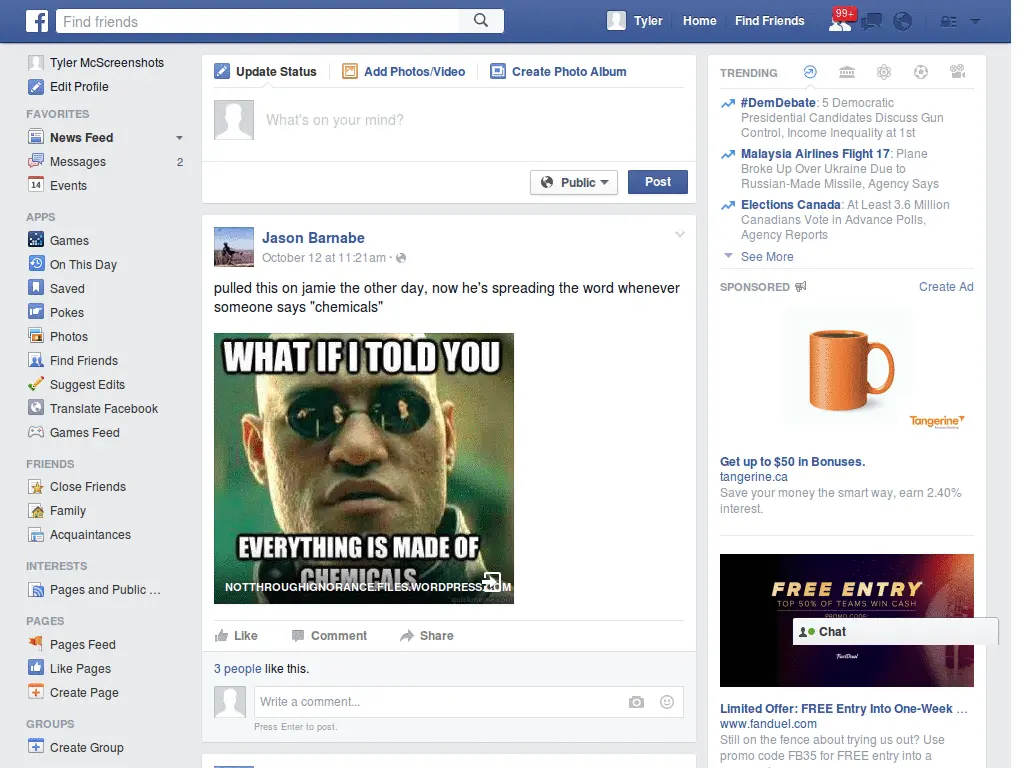 Find friends
Tyler
Home
Find Friends
99+
Tyler McScreenshots
Edit Profile
FAVORITES
News Feed
Messages 2
14 Events
APPS
Games
On This Day
Saved
Pokes
Photos
Find Friends
Suggest Edits
Translate Facebook
Games Feed
FRIENDS
Close Friends
Family
Acquaintances
INTERESTS
Pages and Public ...
PAGES
Pages Feed
Like Pages
Create Page
GROUPS
Create Group
Update Status
Add Photos/Video
Create Photo Album
What's on your mind?
Public
Post
Jason Barnabe
October 12 at 11:21am ·
pulled this on jamie the other day, now he's spreading the word whenever
someone says "chemicals"
WHAT IF I TOLD YOU
EVERYTHING IS MADE OF
CHEMICALS
NOTTHROUGHIGNORANCE.FILES.WORDPRESS.COM
Like
Comment
Share
3 people like this.
Write a comment...
Press Enter to post.
TRENDING
#DemDebate: 5 Democratic
Presidential Candidates Discuss Gun
Control, Income Inequality at 1st
Malaysia Airlines Flight 17: Plane
Broke Up Over Ukraine Due to
Russian-Made Missile, Agency Says
Elections Canada: At Least 3.6 Million
Canadians Vote in Advance Polls,
Agency Reports
See More
SPONSORED
Create Ad
Tangerine
Get up to $50 in Bonuses.
tangerine.ca
Save your money the smart way, earn 2.40%
interest.
FREE ENTRY
TOP 50% OF TEAMS WIN CASH
PROMO CODE
Chat
FanDuel
Limited Offer: FREE Entry Into One-Week ...
www.fanduel.com
Still on the fence about trying us out? Use
promo code FB35 for FREE entry into a